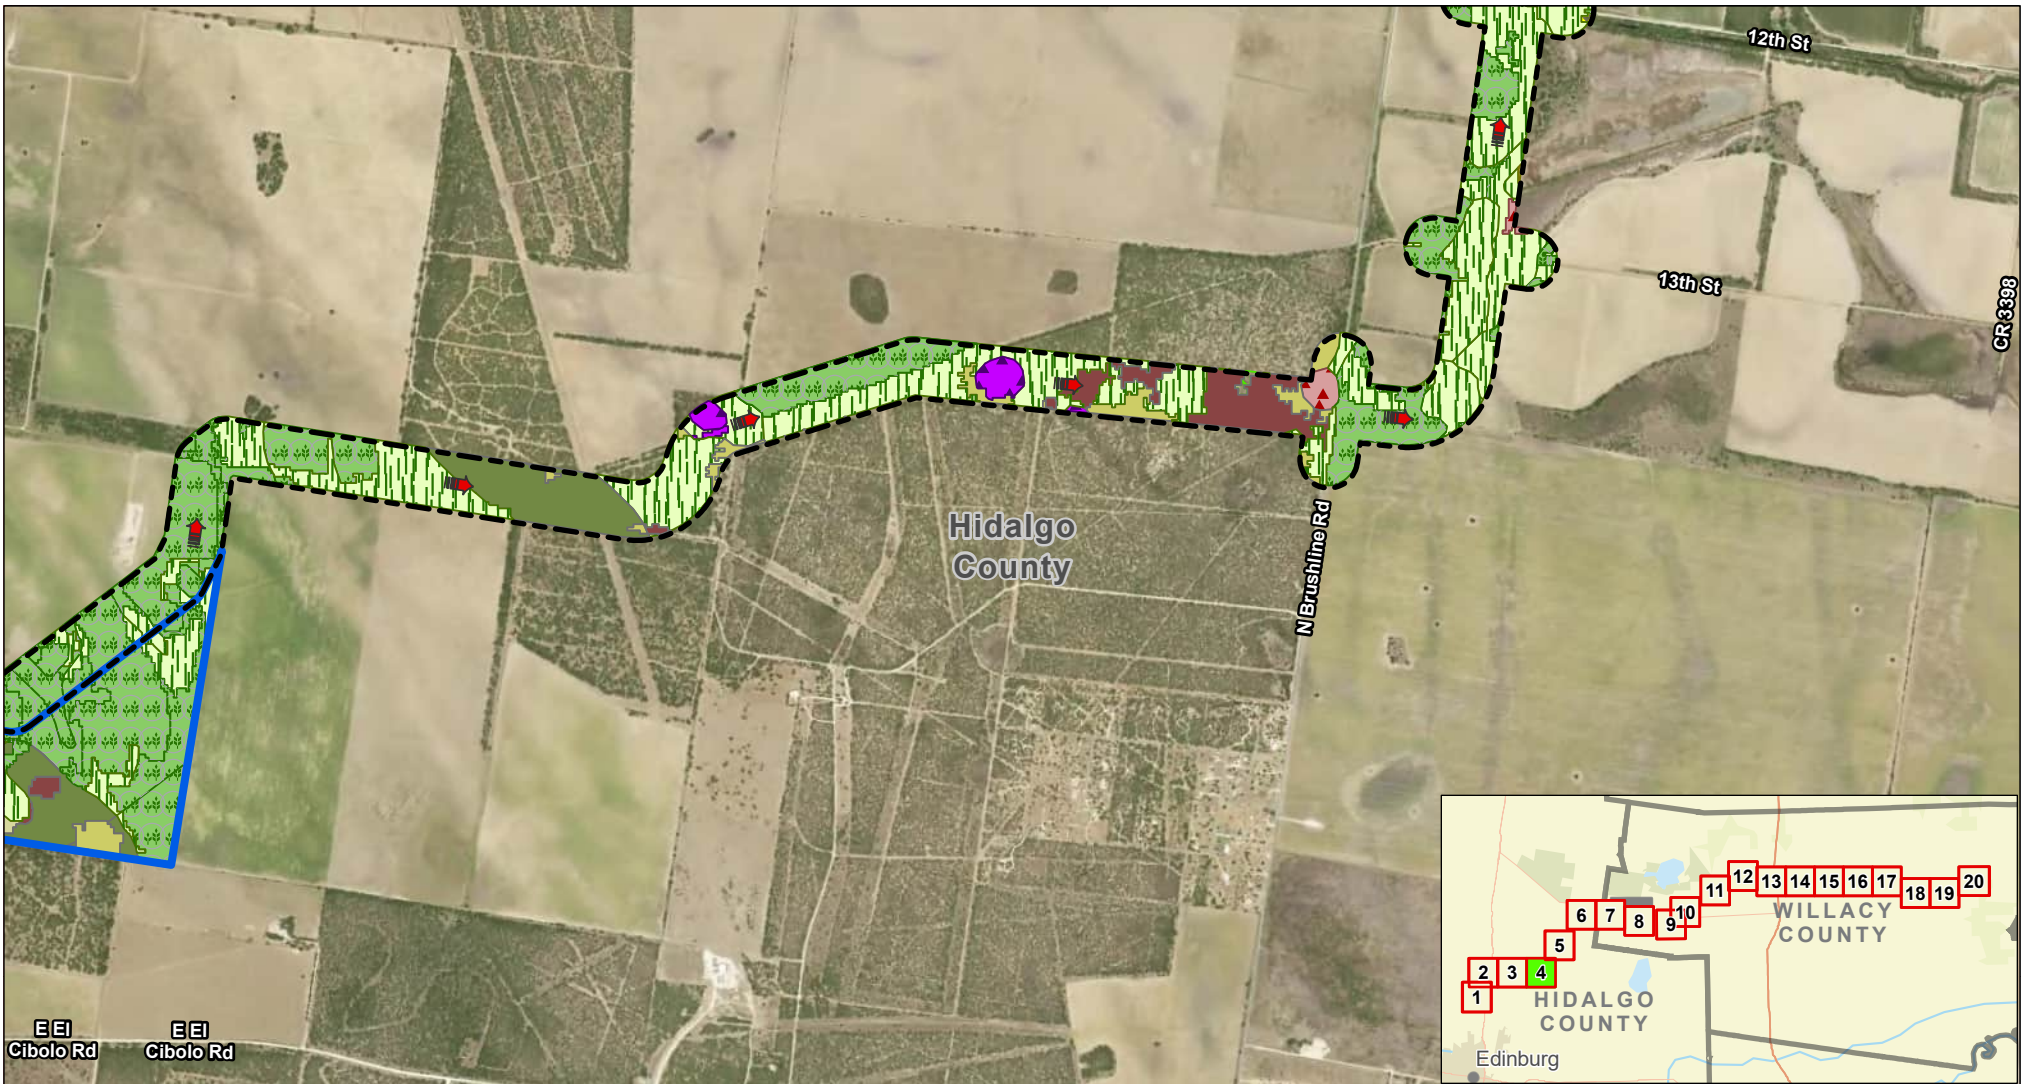 12th St
13th St
CR 3398
Hidalgo
County
N Brushline Rd
E El
Cibolo Rd
E El
Cibolo Rd
12
13
14
15
16
17
20
11
18
19
6
7
8
9
10
WILLACY
COUNTY
5
2
3
4
1
HIDALGO
COUNTY
Edinburg